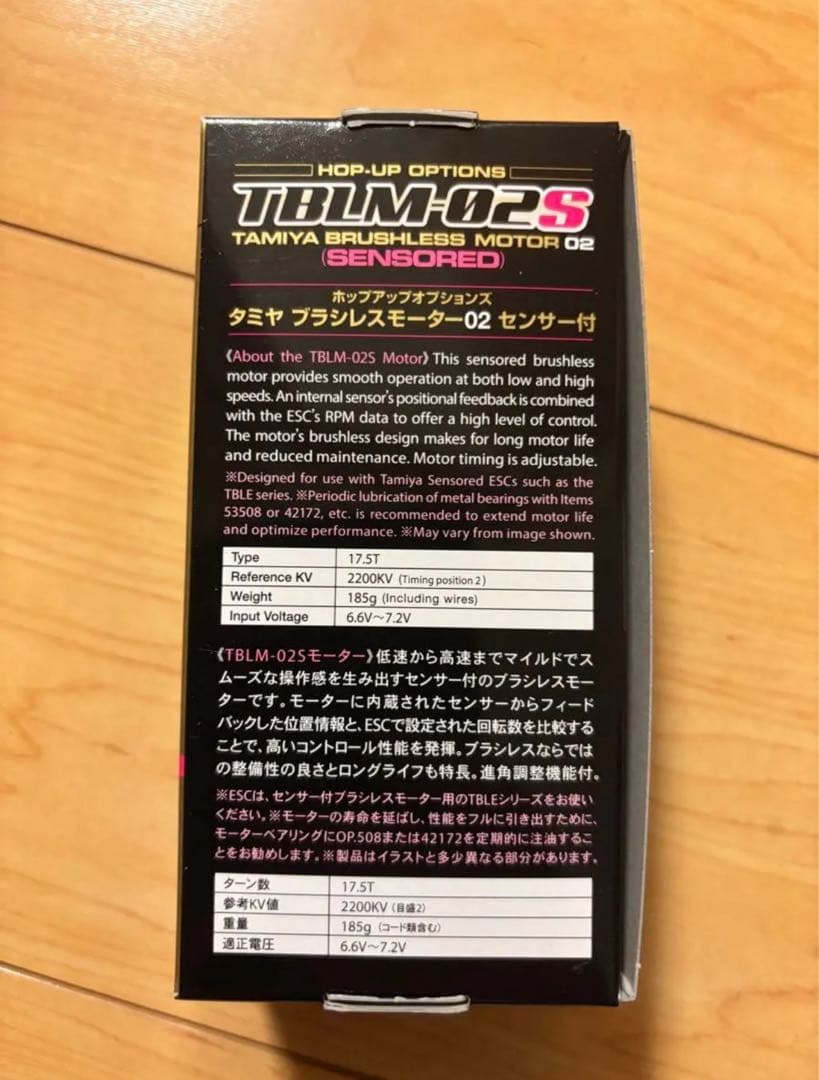 HOP-UP OPTIONS
TBLM-02S
TAMIYA BRUSHLESS MOTOR 02
(SENSORED)
ホップアップオプションズ
タミヤ ブラシレスモーター02 センサー付
《About the TBLM-02S Motor》This sensored brushless
motor provides smooth operation at both low and high
speeds. An internal sensor's positional feedback is combined
with the ESC's RPM data to offer a high level of control.
The motor's brushless design makes for long motor life
and reduced maintenance. Motor timing is adjustable.
※Designed for use with Tamiya Sensored ESCs such as the
TBLE series. ※Periodic lubrication of metal bearings with Items
53508 or 42172, etc. is recommended to extend motor life
and optimize performance. ※May vary from image shown.
Type 17.5T
Reference KV 2200KV (Timing position 2)
Weight 185g (Including wires)
Input Voltage 6.6V～7.2V
《TBLM-02Sモーター》低速から高速までマイルドでス
ムーズな操作感を生み出すセンサー付のブラシレスモー
ターです。モーターに内蔵されたセンサーからフィード
バックした位置情報と、ESCで設定された回転数を比較する
ことで、高いコントロール性能を発揮。ブラシレスならでは
の整備性の良さとロングライフも特長。進角調整機能付。
※ESCは、センサー付ブラシレスモーター用のTBLEシリーズをお使い
ください。※モーターの寿命を延ばし、性能をフルに引き出すために、
モーターベアリングにOP.508または42172を定期的に注油するこ
とをお勧めします。※製品はイラストと多少異なる部分があります。
ターン数 17.5T
参考KV値 2200KV (目盛2)
重量 185g (コード類含む)
適正電圧 6.6V～7.2V